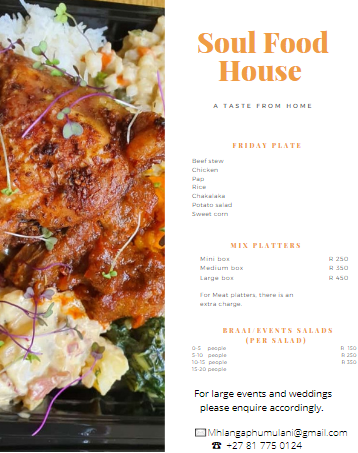 Soul Food
House
A TASTE FROM HOME
FRIDAY PLATE
Beef stew
Chicken
Pap
Rice
Chakalaka
Potato salad
Sweet corn
MIX PLATTERS
Mini box R 250
Medium box R 350
Large box R 450
For Meat platters, there is an
extra charge.
BRAAI/EVENTS SALADS
(PER SALAD)
0-5 people R 150
5-10 people R 250
10-15 people R 350
15-20 people
For large events and weddings
please enquire accordingly.
Mhlangaphumulani@gmail.com
☎ +27 81 775 0124